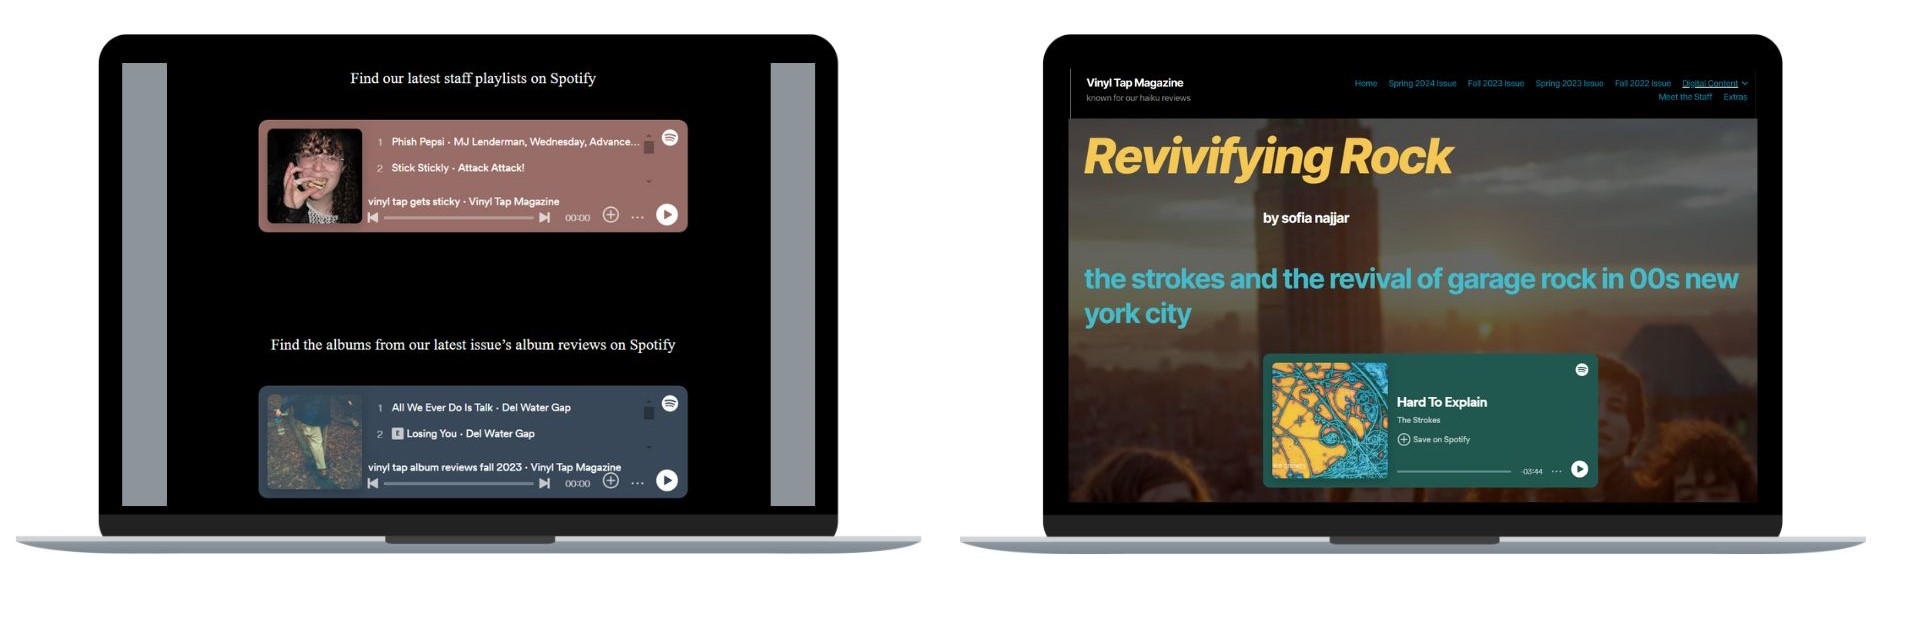 Find our latest staff playlists on Spotify
1 Phish Pepsi · MJ Lenderman, Wednesday, Advance...
2 Stick Stickly · Attack Attack!
vinyl tap gets sticky · Vinyl Tap Magazine
00:00
Find the albums from our latest issue's album reviews on Spotify
1 All We Ever Do Is Talk · Del Water Gap
2 E Losing You · Del Water Gap
vinyl tap album reviews fall 2023 · Vinyl Tap Magazine
00:00
Vinyl Tap Magazine
known for our haiku reviews
Home Spring 2024 Issue Fall 2023 Issue Spring 2023 Issue Fall 2022 Issue Digital Content
Meet the Staff Extras
Revivifying Rock
by sofia najjar
the strokes and the revival of garage rock in 00s new
york city
Hard To Explain
The Strokes
Save on Spotify
-03:44